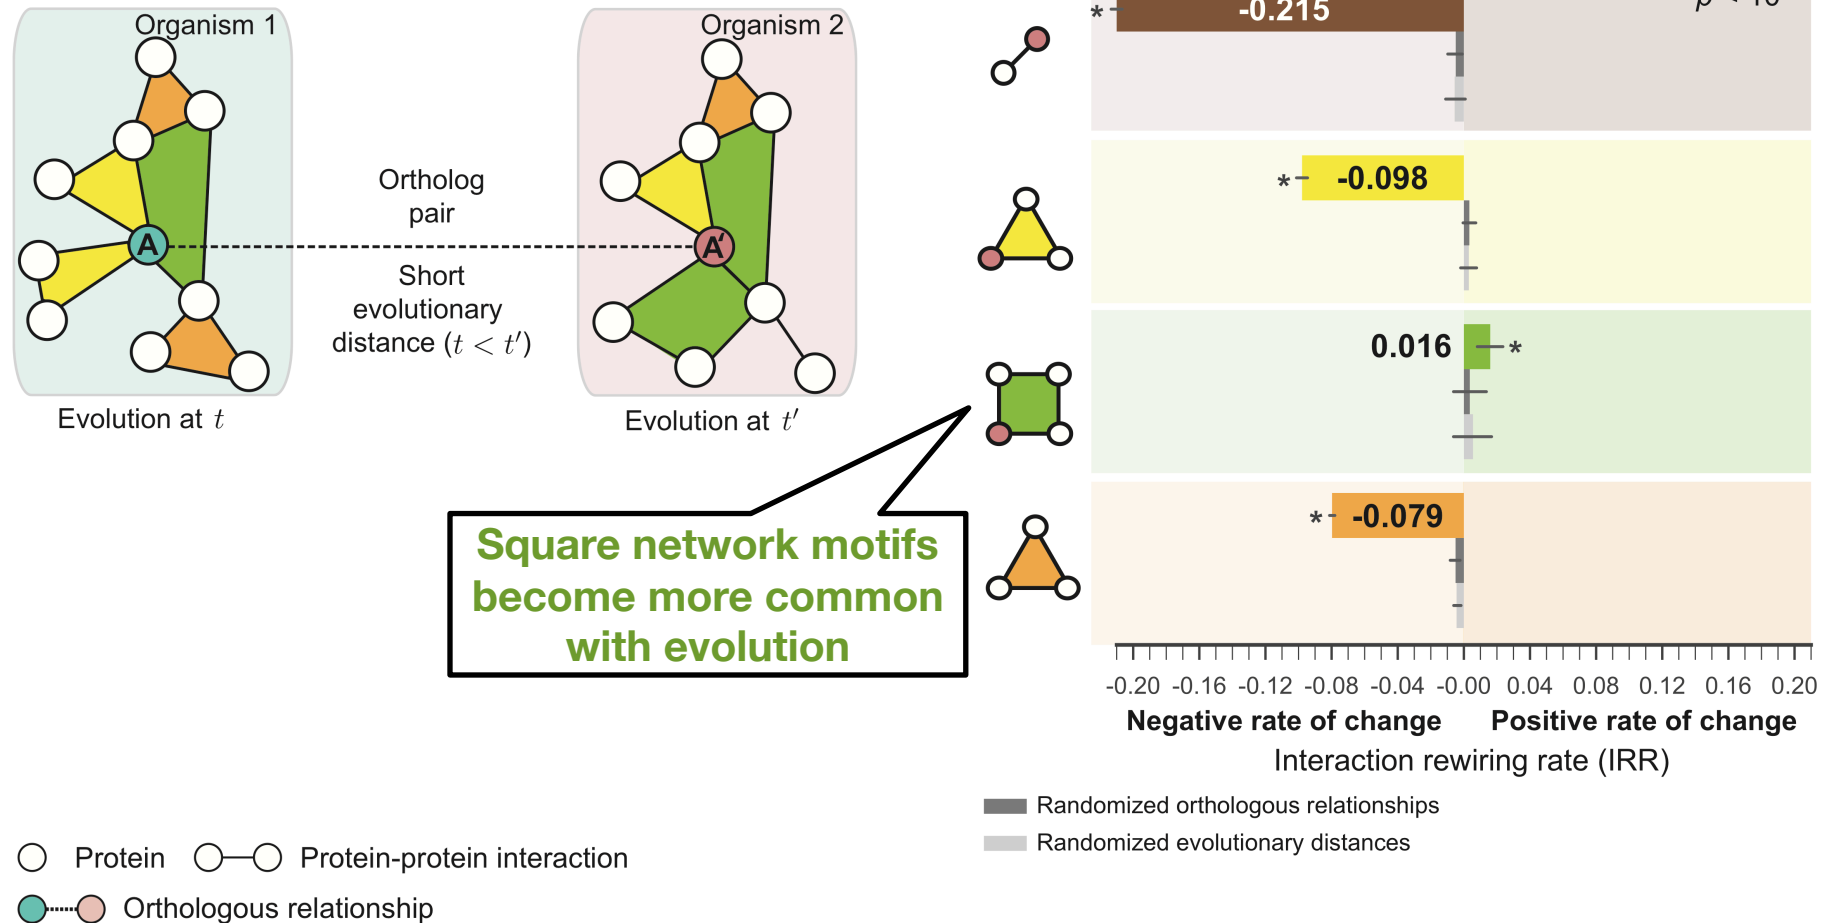 Organism 1
Organism 2
A
A′
Ortholog
pair
Short
evolutionary
distance (t < t′)
Evolution at t
Evolution at t′
Square network motifs
become more common
with evolution
Protein
Protein-protein interaction
Orthologous relationship
*
-0.215
*
-0.098
0.016
*
*
-0.079
-0.20 -0.16 -0.12 -0.08 -0.04 -0.00 0.04 0.08 0.12 0.16 0.20
Negative rate of change Positive rate of change
Interaction rewiring rate (IRR)
Randomized orthologous relationships
Randomized evolutionary distances